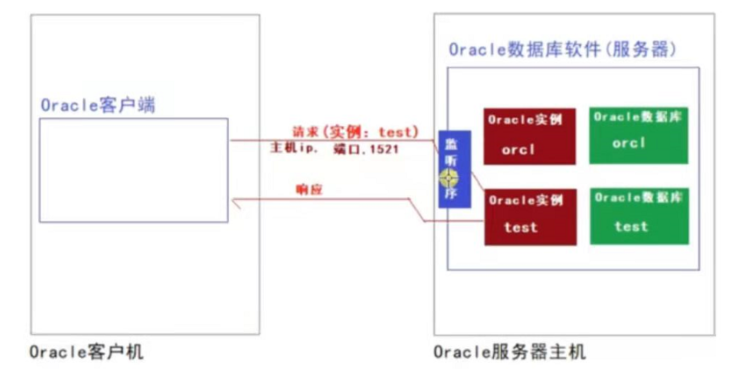 Oracle数据库软件(服务器)
Oracle客户端
请求(实例: test)
主机ip. 端口.1521
响应
监
听
序
Oracle实例
orcl
Oracle数据库
orcl
Oracle实例
test
Oracle数据库
test
Oracle客户机
Oracle服务器主机